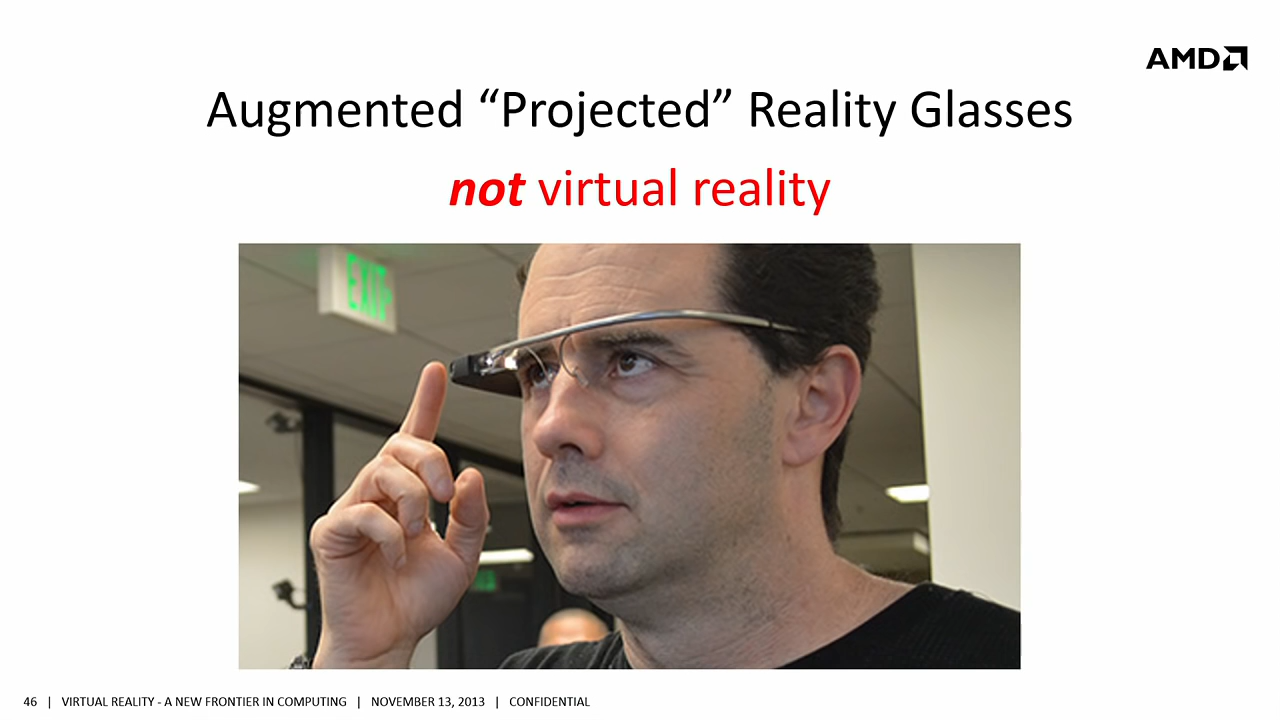 AMD
Augmented “Projected” Reality Glasses
not virtual reality
EXIT
46 | VIRTUAL REALITY - A NEW FRONTIER IN COMPUTING | NOVEMBER 13, 2013 | CONFIDENTIAL